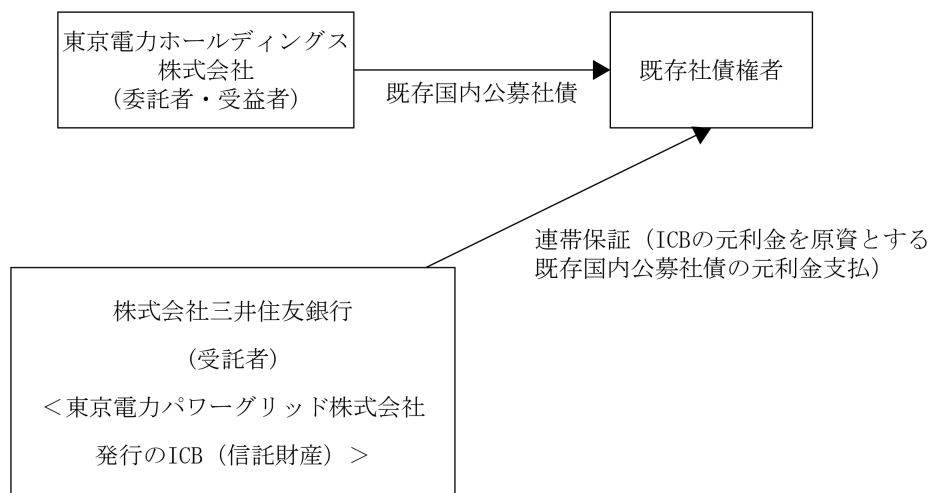 東京電力ホールディングス
株式会社
（委託者・受益者）
既存国内公募社債
既存社債権者
連帯保証（ICBの元利金を原資とする
既存国内公募社債の元利金支払）
株式会社三井住友銀行
（受託者）
＜東京電力パワーグリッド株式会社
発行のICB（信託財産）＞